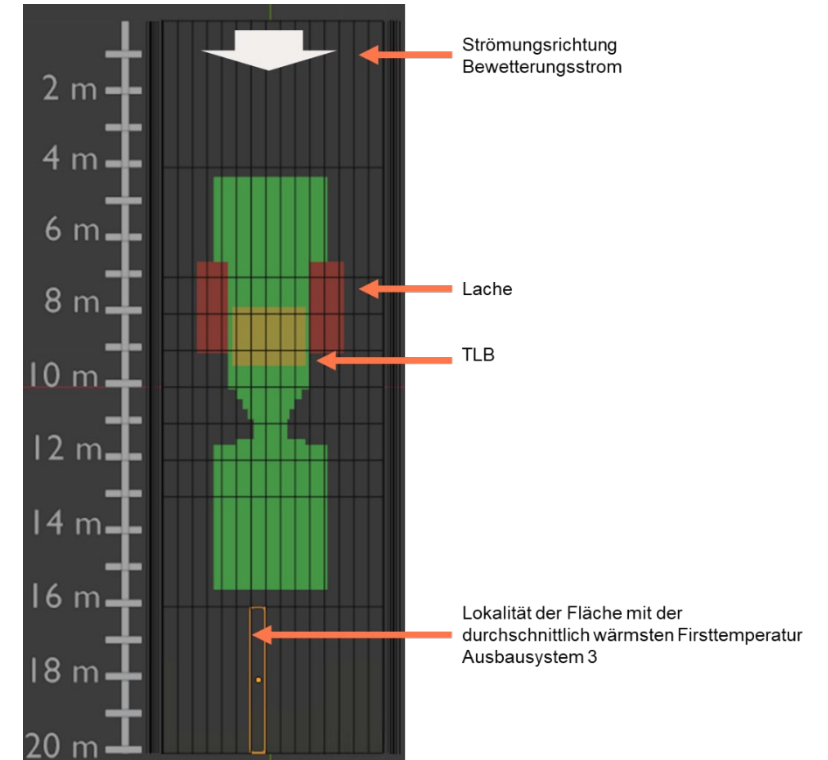 Strömungsrichtung
Bewetterungsstrom
2 m
4 m
6 m
8 m
Lache
TLB
10 m
12 m
14 m
16 m
Lokalität der Fläche mit der
durchschnittlich wärmsten Firsttemperatur
Ausbausystem 3
18 m
20 m